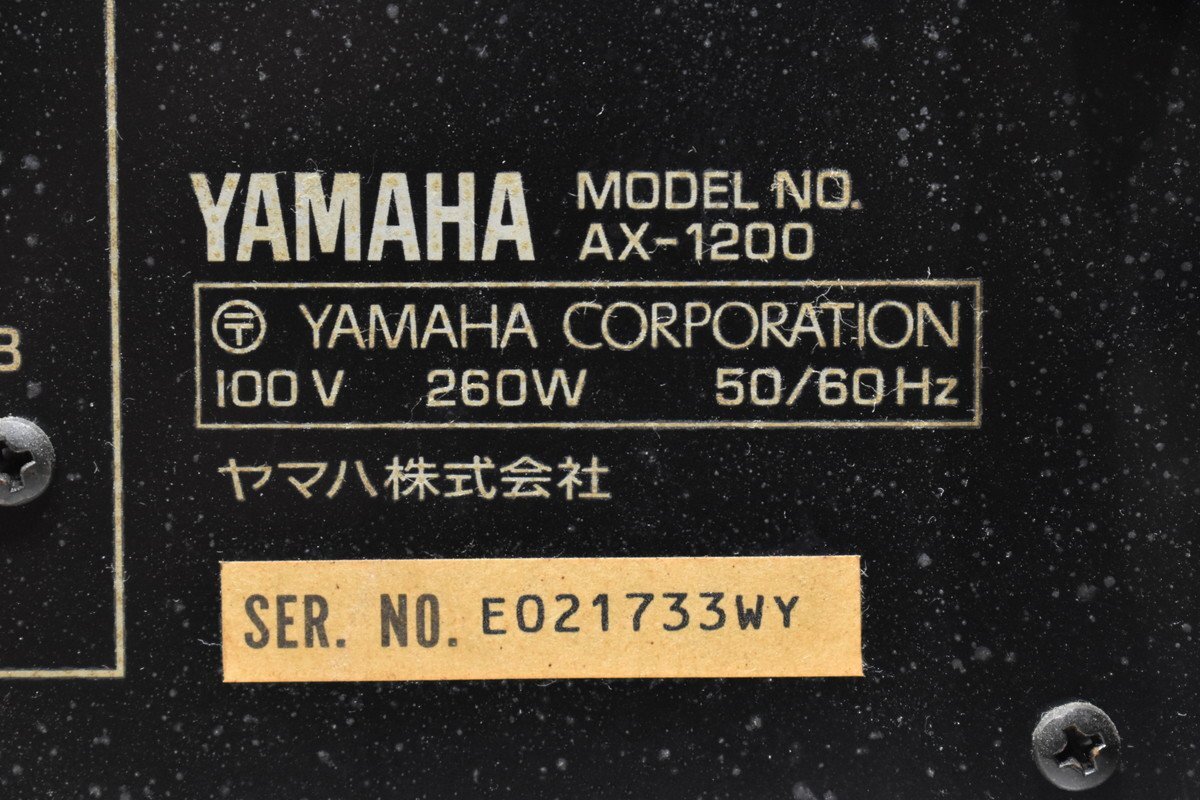 YAMAHA MODEL NO.
AX-1200
〶 YAMAHA CORPORATION
100V 260W 50/60Hz
ヤマハ株式会社
SER. NO. E021733WY